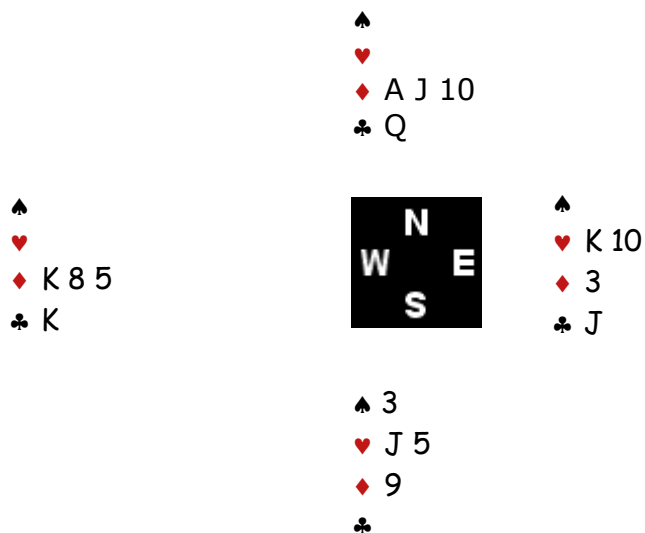 ♠
♥
♦ A J 10
♣ Q
♠
♥
♦ K 8 5
♣ K
N
W E
S
♠
♥ K 10
♦ 3
♣ J
♠ 3
♥ J 5
♦ 9
♣